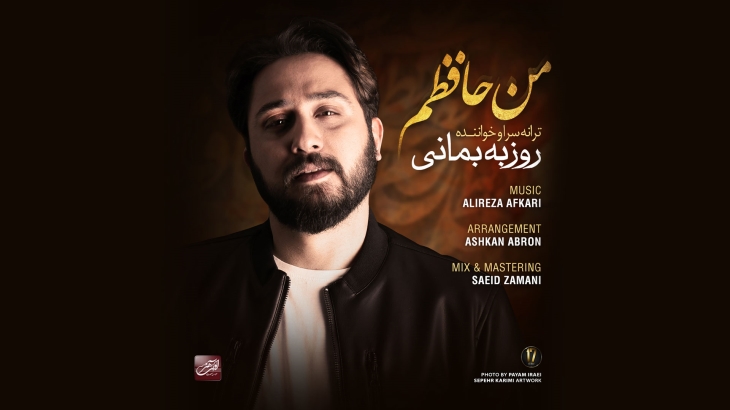 من حافظم
ترانه سرا و خواننده
روزبه بمانی
MUSIC
ALIREZA AFKARI
ARRANGEMENT
ASHKAN ABRON
MIX & MASTERING
SAEID ZAMANI
PHOTO BY PAYAM IRAEI
SEPEHR KARIMI ARTWORK